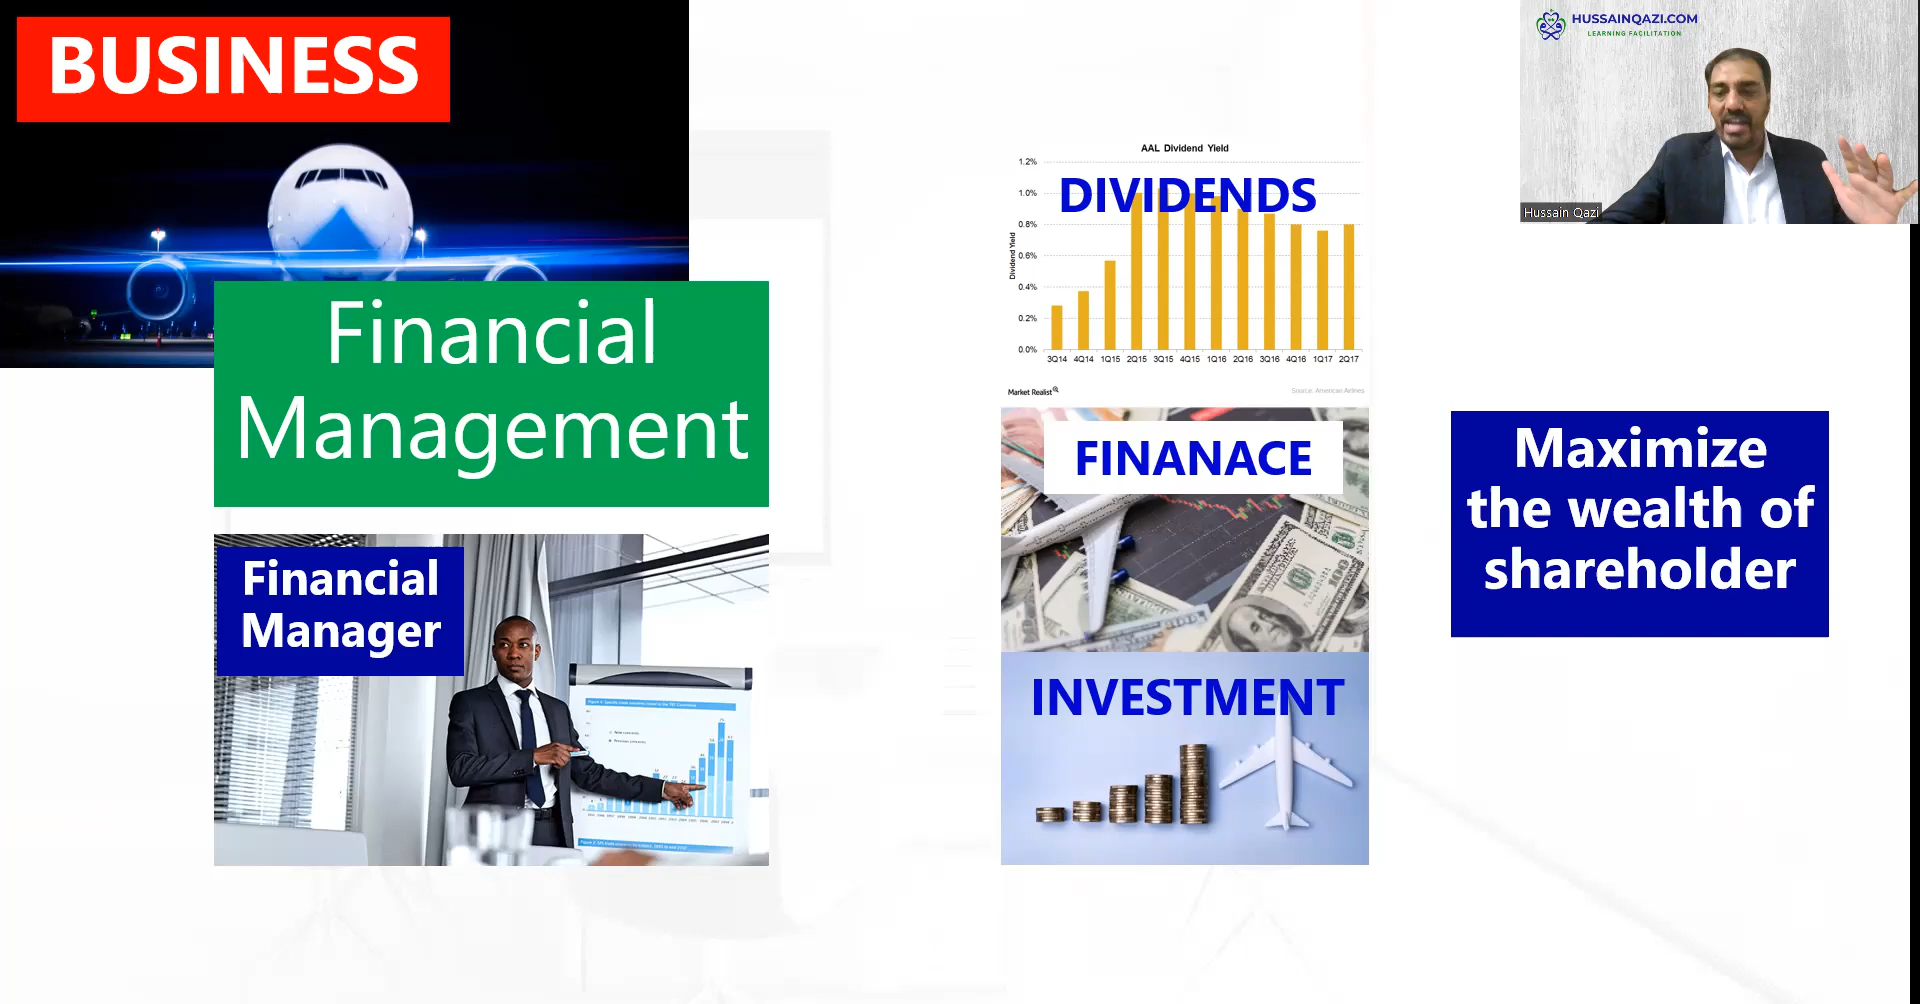 BUSINESS
Financial
Management
Financial
Manager
AAL Dividend Yield
DIVIDENDS
Dividend Yield
1.2%
1.0%
0.8%
0.6%
0.4%
0.2%
0.0%
3Q14 4Q14 1Q15 2Q15 3Q15 4Q15 1Q16 2Q16 3Q16 4Q16 1Q17 2Q17
Market Realist
Source: American Airlines
FINANACE
INVESTMENT
HUSSAINQAZI.COM
LEARNING FACILITATION
Hussain Qazi
Maximize
the wealth of
shareholder